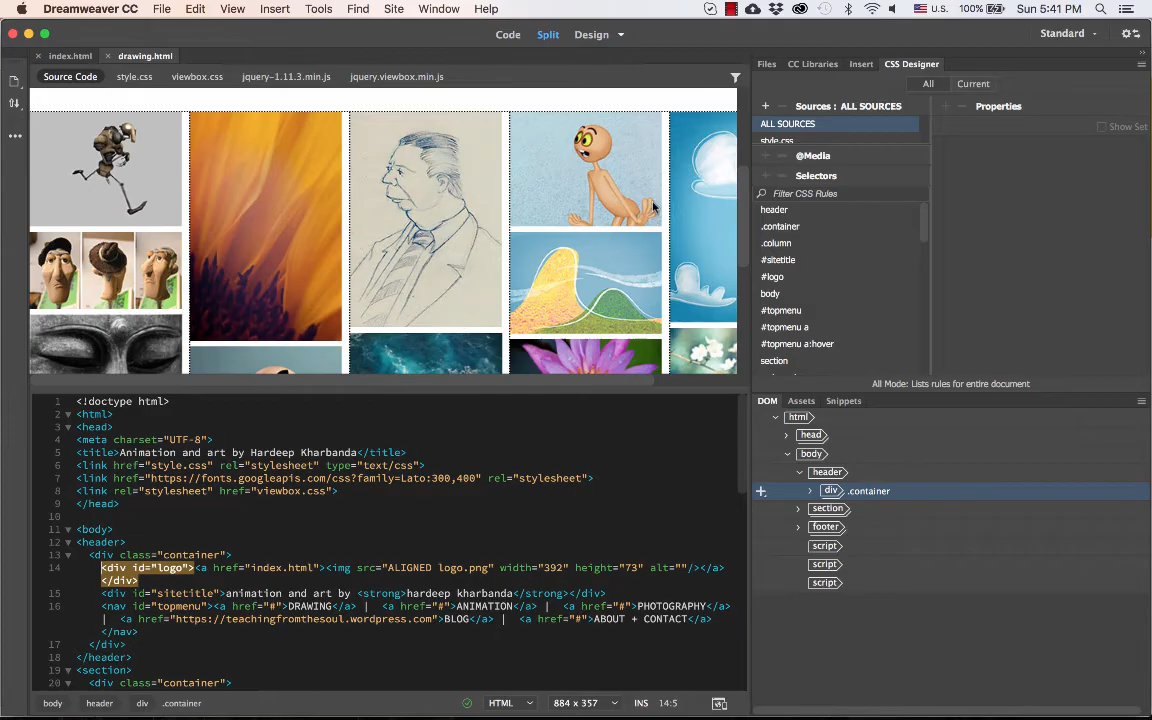 Dreamweaver CC File Edit View Insert Tools Find Site Window Help U.S. 100% Sun 5:41 PM
Code Split Design Standard
× index.html × drawing.html
Source Code style.css viewbox.css jquery-1.11.3.min.js jquery.viewbox.min.js
Files CC Libraries Insert CSS Designer
All Current
+ − Sources : ALL SOURCES
ALL SOURCES
style.css
@Media
Selectors
Filter CSS Rules
header
.container
.column
#sitetitle
#logo
body
#topmenu
#topmenu a
#topmenu a:hover
section
+ − Properties
Show Set
All Mode: Lists rules for entire document
DOM Assets Snippets
html
head
body
header
+ div .container
section
footer
script
script
script
1 <!doctype html>
2 <html>
3 <head>
4 <meta charset="UTF-8">
5 <title>Animation and art by Hardeep Kharbanda</title>
6 <link href="style.css" rel="stylesheet" type="text/css">
7 <link href="https://fonts.googleapis.com/css?family=Lato:300,400" rel="stylesheet">
8 <link rel="stylesheet" href="viewbox.css">
9 </head>
10
11 <body>
12 <header>
13 <div class="container">
14 <div id="logo"><a href="index.html"><img src="ALIGNED logo.png" width="392" height="73" alt=""/></a>
</div>
15 <div id="sitetitle">animation and art by <strong>hardeep kharbanda</strong></div>
16 <nav id="topmenu"><a href="#">DRAWING</a> | <a href="#">ANIMATION</a> | <a href="#">PHOTOGRAPHY</a>
| <a href="https://teachingfromthesoul.wordpress.com">BLOG</a> | <a href="#">ABOUT + CONTACT</a>
</nav>
17 </div>
18 </header>
19 <section>
20 <div class="container">
body header div .container HTML 884 x 357 INS 14:5